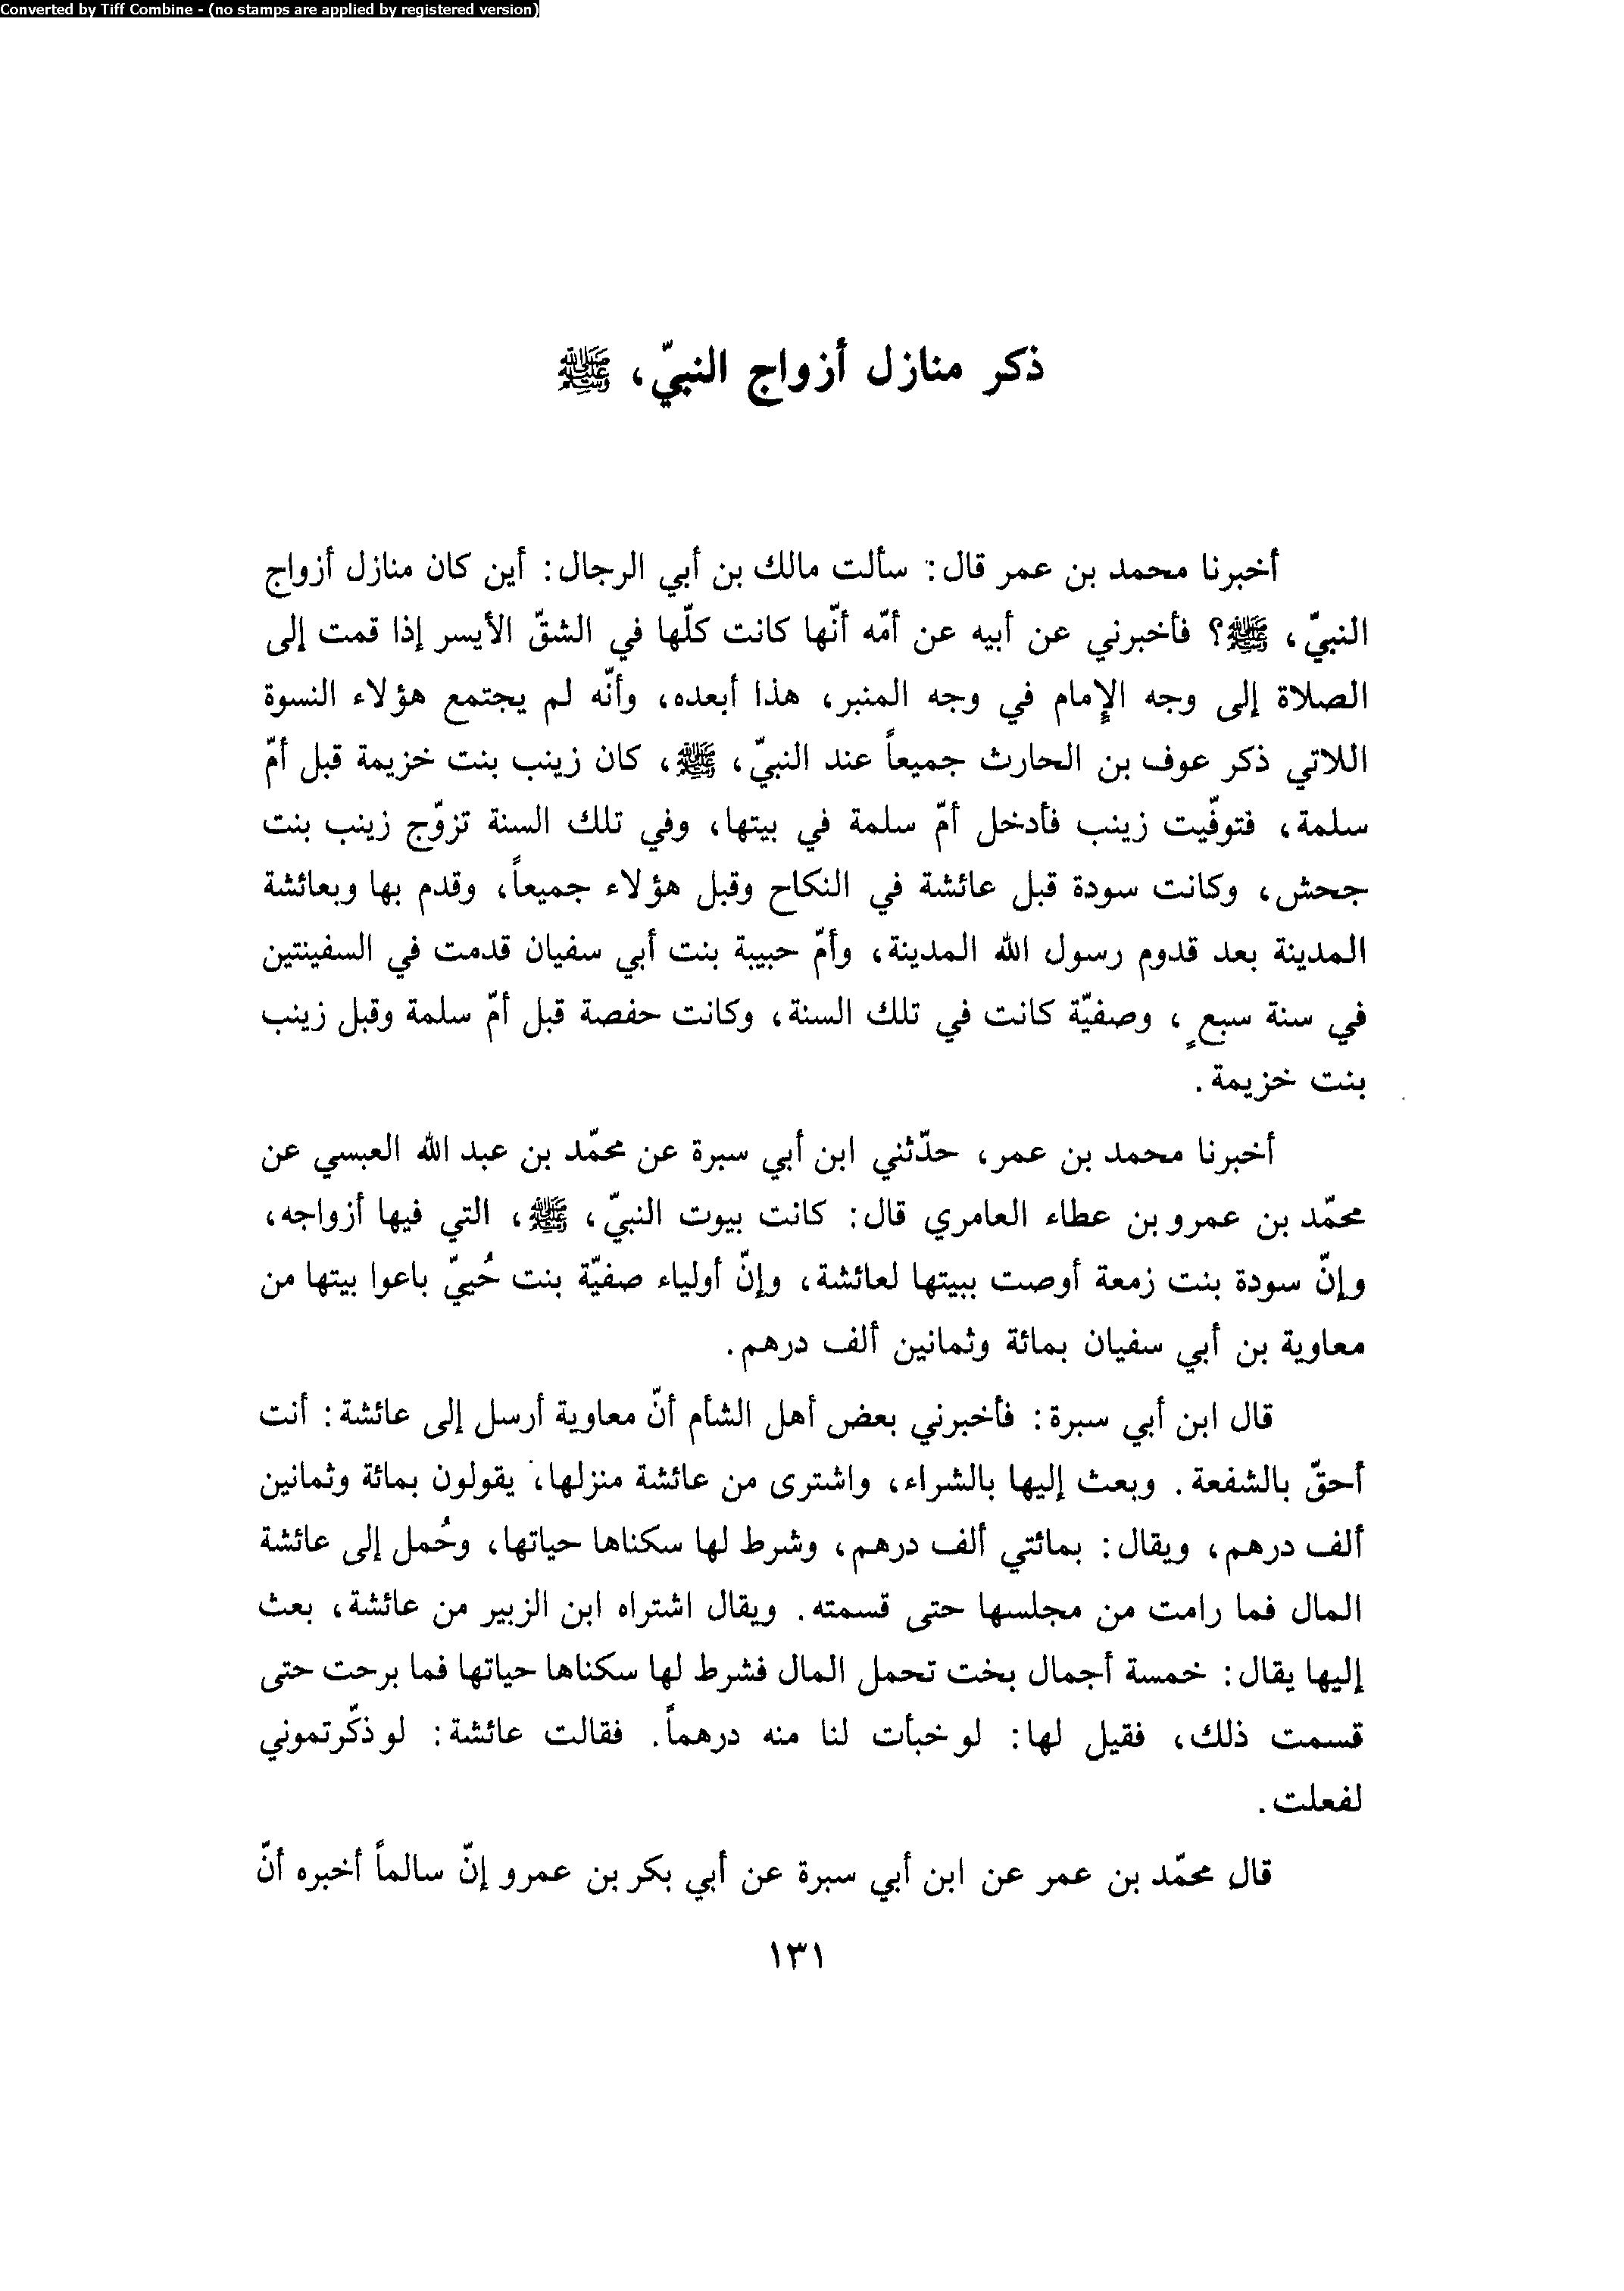 Converted by Tiff Combine - (no stamps are applied by registered version)
ذكر منازل أزواج النبيّ، ﷺ
أخبرنا محمد بن عمر قال: سألت مالك بن أبي الرجال: أين كان منازل أزواج
النبيّ، ﷺ؟ فأخبرني عن أبيه عن أمّه أنّها كانت كلّها في الشقّ الأيسر إذا قمت إلى
الصلاة إلى وجه الإمام في وجه المنبر، هذا أبعده، وأنّه لم يجتمع هؤلاء النسوة
اللاتي ذكر عوف بن الحارث جميعاً عند النبيّ، ﷺ، كان زينب بنت خزيمة قبل أمّ
سلمة، فتوفّيت زينب فأدخل أمّ سلمة في بيتها، وفي تلك السنة تزوّج زينب بنت
جحش، وكانت سودة قبل عائشة في النكاح وقبل هؤلاء جميعاً، وقدم بها وبعائشة
المدينة بعد قدوم رسول الله المدينة، وأمّ حبيبة بنت أبي سفيان قدمت في السفينتين
في سنة سبعٍ، وصفيّة كانت في تلك السنة، وكانت حفصة قبل أمّ سلمة وقبل زينب
بنت خزيمة.
أخبرنا محمد بن عمر، حدّثني ابن أبي سبرة عن محمّد بن عبد الله العبسي عن
محمّد بن عمرو بن عطاء العامري قال: كانت بيوت النبيّ، ﷺ، التي فيها أزواجه،
وإنّ سودة بنت زمعة أوصت ببيتها لعائشة، وإنّ أولياء صفيّة بنت حُييّ باعوا بيتها من
معاوية بن أبي سفيان بمائة وثمانين ألف درهم.
قال ابن أبي سبرة: فأخبرني بعض أهل الشأم أنّ معاوية أرسل إلى عائشة: أنت
أحقّ بالشفعة. وبعث إليها بالشراء، واشترى من عائشة منزلها، يقولون بمائة وثمانين
ألف درهم، ويقال: بمائتي ألف درهم، وشرط لها سكناها حياتها، وحُمل إلى عائشة
المال فما رامت من مجلسها حتى قسمته. ويقال اشتراه ابن الزبير من عائشة، بعث
إليها يقال: خمسة أجمال بخت تحمل المال فشرط لها سكناها حياتها فما برحت حتى
قسمت ذلك، فقيل لها: لو خبأت لنا منه درهماً. فقالت عائشة: لو ذكّرتموني
لفعلت.
قال محمّد بن عمر عن ابن أبي سبرة عن أبي بكر بن عمرو إنّ سالماً أخبره أنّ
١٣١